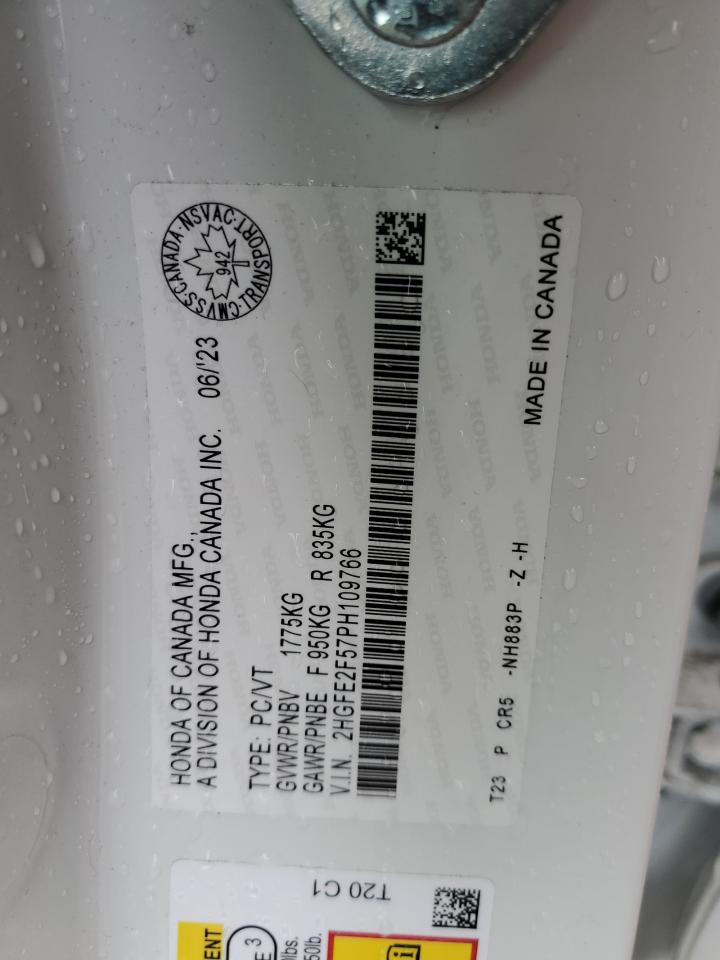 HONDA OF CANADA MFG.,
A DIVISION OF HONDA CANADA INC. 06/'23
CMVSS·CANADA·NSVAC·TRANSPORT
942
TYPE: PC/VT
GVWR/PNBV 1775KG
GAWR/PNBE F 950KG R 835KG
V.I.N. 2HGFE2F57PH109766
T23 P CR5 -NH883P -Z -H
MADE IN CANADA
T20 C1